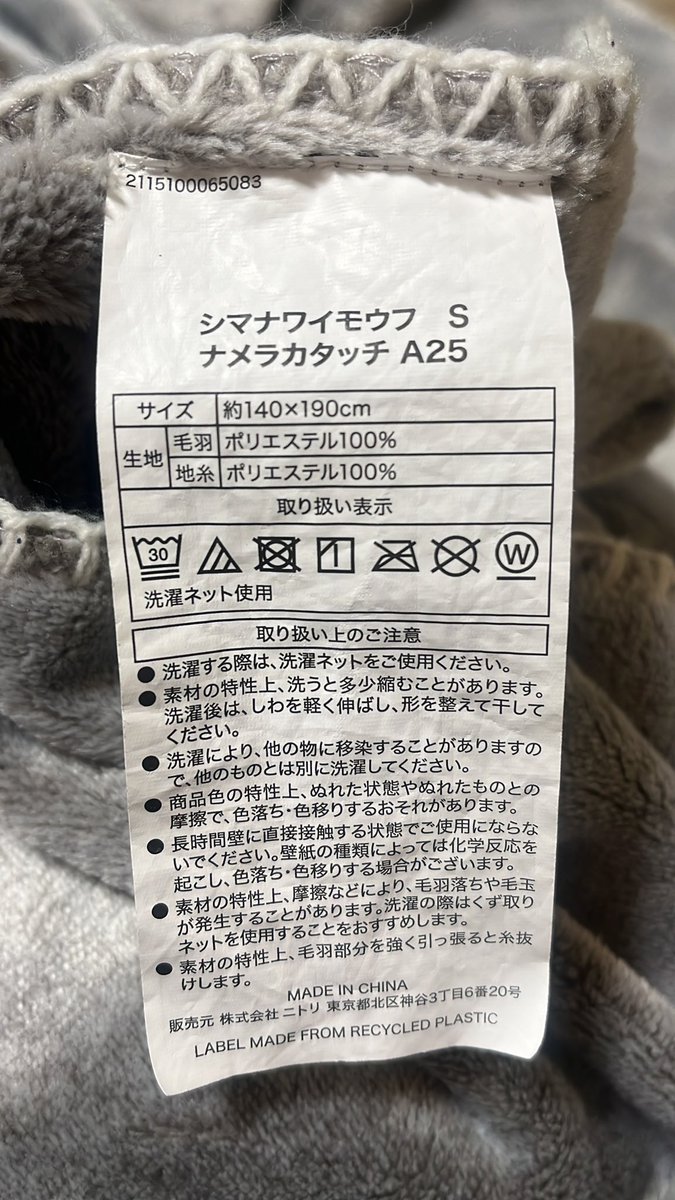 2115100065083
シマナワイモウフ　S
ナメラカタッチ A25
サイズ 約140×190cm
生地 毛羽 ポリエステル100%
地糸 ポリエステル100%
取り扱い表示
30 W
洗濯ネット使用
取り扱い上のご注意
●洗濯する際は、洗濯ネットをご使用ください。
●素材の特性上、洗うと多少縮むことがあります。
洗濯後は、しわを軽く伸ばし、形を整えて干して
ください。
●洗濯により、他の物に移染することがありますの
で、他のものとは別に洗濯してください。
●商品色の特性上、ぬれた状態やぬれたものとの
摩擦で、色落ち・色移りするおそれがあります。
●長時間壁に直接接触する状態でご使用にならな
いでください。壁紙の種類によっては化学反応を
起こし、色落ち・色移りする場合がございます。
●素材の特性上、摩擦などにより、毛羽落ちや毛玉
が発生することがあります。洗濯の際はくず取り
ネットを使用することをおすすめします。
●素材の特性上、毛羽部分を強く引っ張ると糸抜
けします。
MADE IN CHINA
販売元 株式会社 ニトリ 東京都北区神谷3丁目6番20号
LABEL MADE FROM RECYCLED PLASTIC